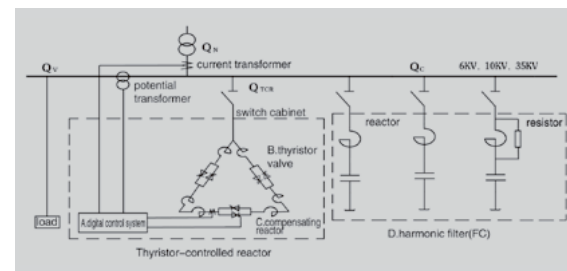 Q_N
Q_V
current transformer
Q_C
6KV, 10KV, 35KV
potential
transformer
Q_TCR
switch cabinet
reactor
resistor
B.thyristor
valve
load
A.digital control system
C.compensating
reactor
D.harmonic filter(FC)
Thyristor-controlled reactor